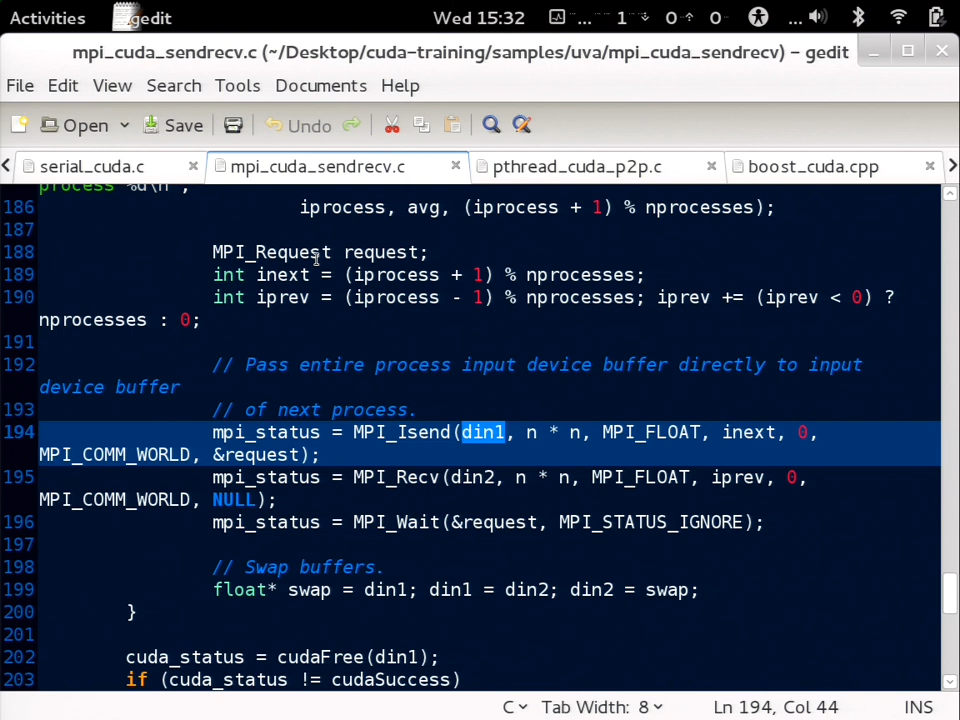 Activities gedit Wed 15:32 ... 1 0 0 ...
mpi_cuda_sendrecv.c (~/Desktop/cuda-training/samples/uva/mpi_cuda_sendrecv) – gedit
File Edit View Search Tools Documents Help
Open Save Undo
serial_cuda.c × mpi_cuda_sendrecv.c × pthread_cuda_p2p.c × boost_cuda.cpp ×
process %d\n",
186 iprocess, avg, (iprocess + 1) % nprocesses);
187
188 MPI_Request request;
189 int inext = (iprocess + 1) % nprocesses;
190 int iprev = (iprocess - 1) % nprocesses; iprev += (iprev < 0) ?
nprocesses : 0;
191
192 // Pass entire process input device buffer directly to input
device buffer
193 // of next process.
194 mpi_status = MPI_Isend(din1, n * n, MPI_FLOAT, inext, 0,
MPI_COMM_WORLD, &request);
195 mpi_status = MPI_Recv(din2, n * n, MPI_FLOAT, iprev, 0,
MPI_COMM_WORLD, NULL);
196 mpi_status = MPI_Wait(&request, MPI_STATUS_IGNORE);
197
198 // Swap buffers.
199 float* swap = din1; din1 = din2; din2 = swap;
200 }
201
202 cuda_status = cudaFree(din1);
203 if (cuda_status != cudaSuccess)
C Tab Width: 8 Ln 194, Col 44 INS